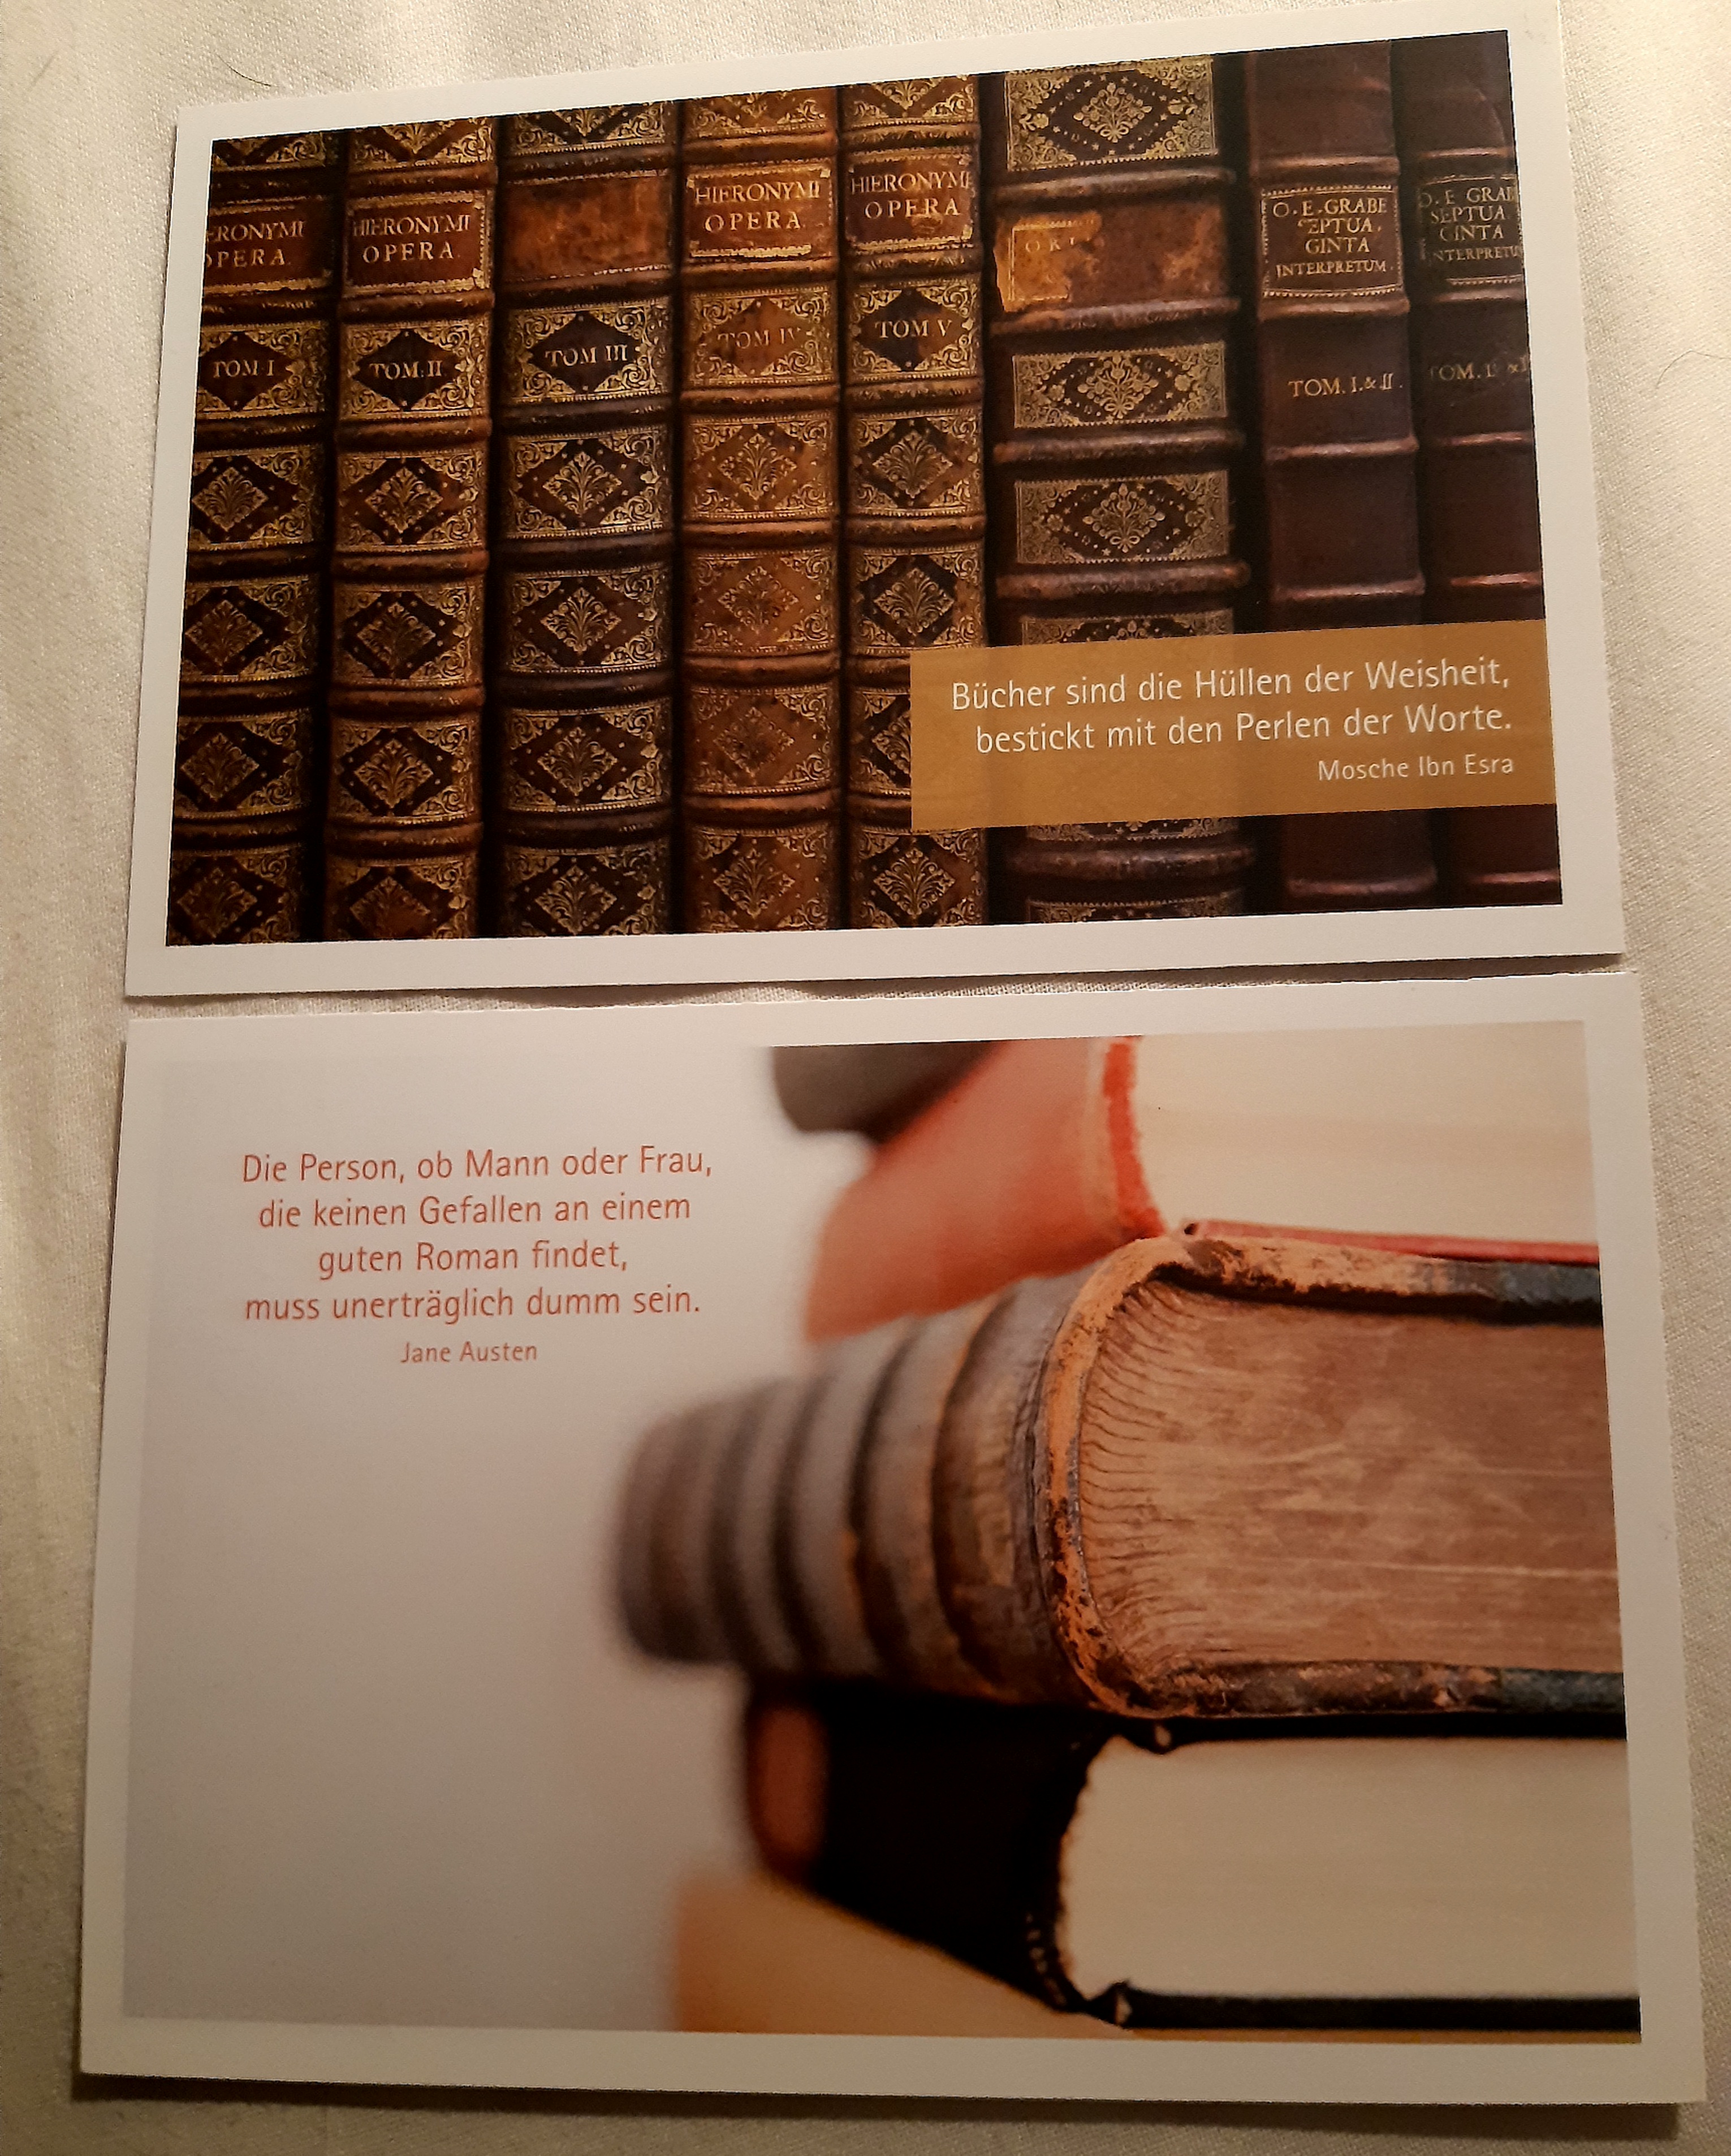 HIERONYMI
OPERA
HIERONYMI
OPERA
HIERONYMI
OPERA
O. E. GRABE
SEPTUA
GINTA
INTERPRETUM
SEPTUA
GINTA
TOM I
TOM. II
TOM III
TOM IV
TOM V
TOM. I. & II.
Bücher sind die Hüllen der Weisheit,
bestickt mit den Perlen der Worte.
Mosche Ibn Esra
Die Person, ob Mann oder Frau,
die keinen Gefallen an einem
guten Roman findet,
muss unerträglich dumm sein.
Jane Austen